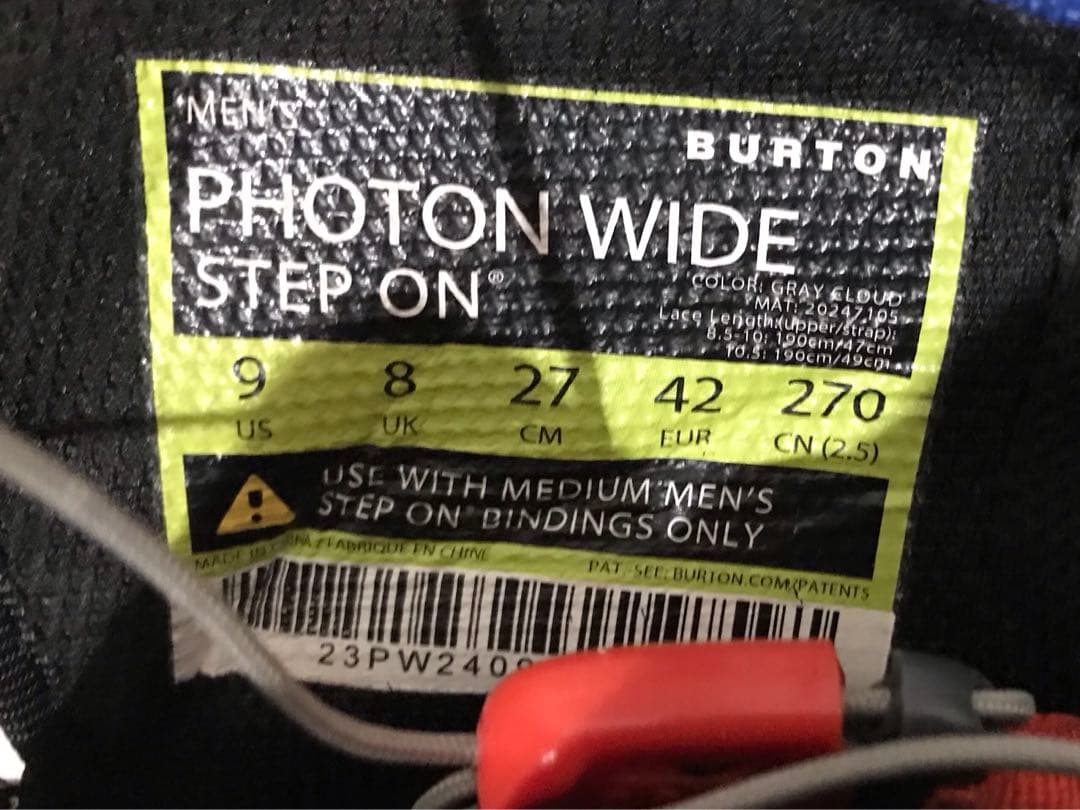 MEN'S
BURTON
PHOTON WIDE
STEP ON®
COLOR: GRAY CLOUD
MAT: 20247105
Lace Length(upper/strap):
8.5-10: 190cm/47cm
10.5: 190cm/49cm
9 8 27 42 270
US UK CM EUR CN (2.5)
USE WITH MEDIUM MEN'S
STEP ON BINDINGS ONLY
MADE IN FABRIQUE EN CHINE
PAT. SEE: BURTON.COM/PATENTS
23PW240